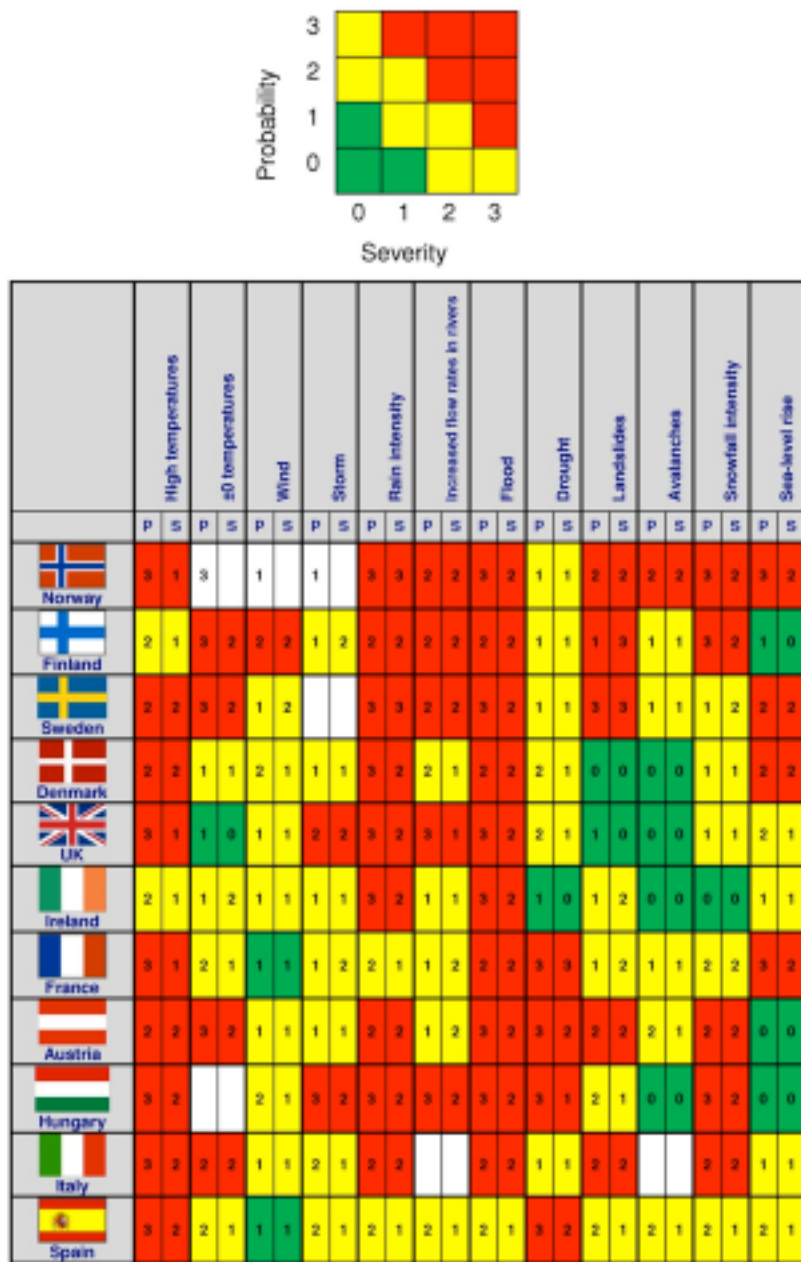 Probability
3
2
1
0
0 1 2 3
Severity
High temperatures
±0 temperatures
Wind
Storm
Rain intensity
Increased flow rates in rivers
Flood
Drought
Landslides
Avalanches
Snowfall intensity
Sea-level rise
P S P S P S P S P S P S P S P S P S P S P S P S
3 1 3 1 1 3 3 2 2 3 2 1 1 2 2 2 2 3 2 3 2
Norway
2 1 3 2 2 2 1 2 2 2 2 2 2 2 1 1 1 3 1 1 3 2 1 0
Finland
2 2 3 2 1 2 3 3 2 2 3 2 1 1 3 3 1 1 1 2 2 2
Sweden
2 2 1 1 2 1 1 1 3 2 2 1 3 2 2 1 0 0 0 0 1 1 2 2
Denmark
3 1 1 0 1 1 2 2 3 2 3 1 3 2 2 1 1 0 0 0 1 1 2 1
UK
2 1 1 2 1 1 1 1 3 2 1 1 3 2 1 0 1 2 0 0 0 0 1 1
Ireland
3 1 2 1 1 1 1 2 2 1 1 2 2 2 3 3 1 2 1 1 2 2 3 2
France
2 2 3 2 1 1 1 1 2 2 1 2 3 2 3 2 2 2 2 1 2 2 0 0
Austria
3 2 2 1 3 2 3 2 3 2 3 2 3 1 2 1 0 0 3 2 0 0
Hungary
3 2 2 2 1 1 2 1 2 2 2 2 1 1 2 2 2 2 1 1
Italy
3 2 2 1 1 1 2 1 2 1 2 1 2 1 3 2 2 1 2 1 2 1 2 1
Spain